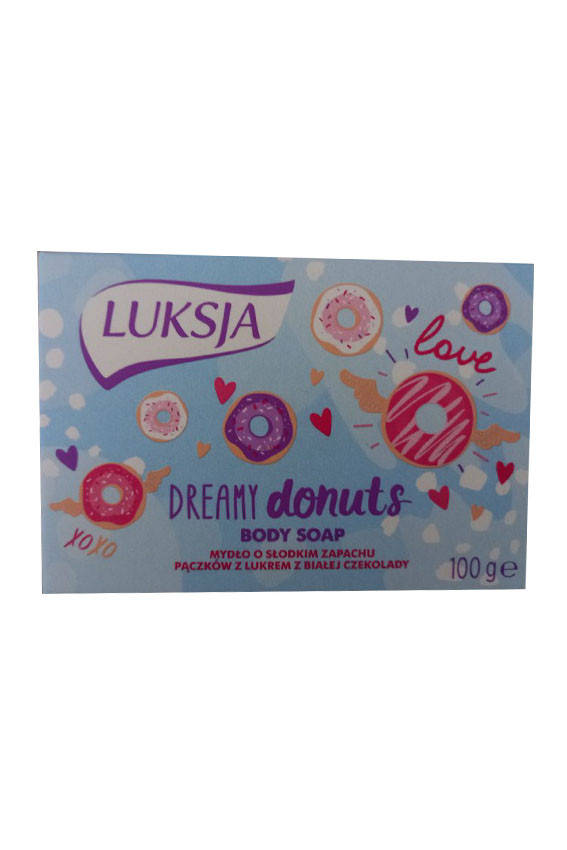 LUKSJA
love
XOXO
DREAMY donuts
BODY SOAP
MYDŁO O SŁODKIM ZAPACHU
PĄCZKÓW Z LUKREM Z BIAŁEJ CZEKOLADY
100 g ℮